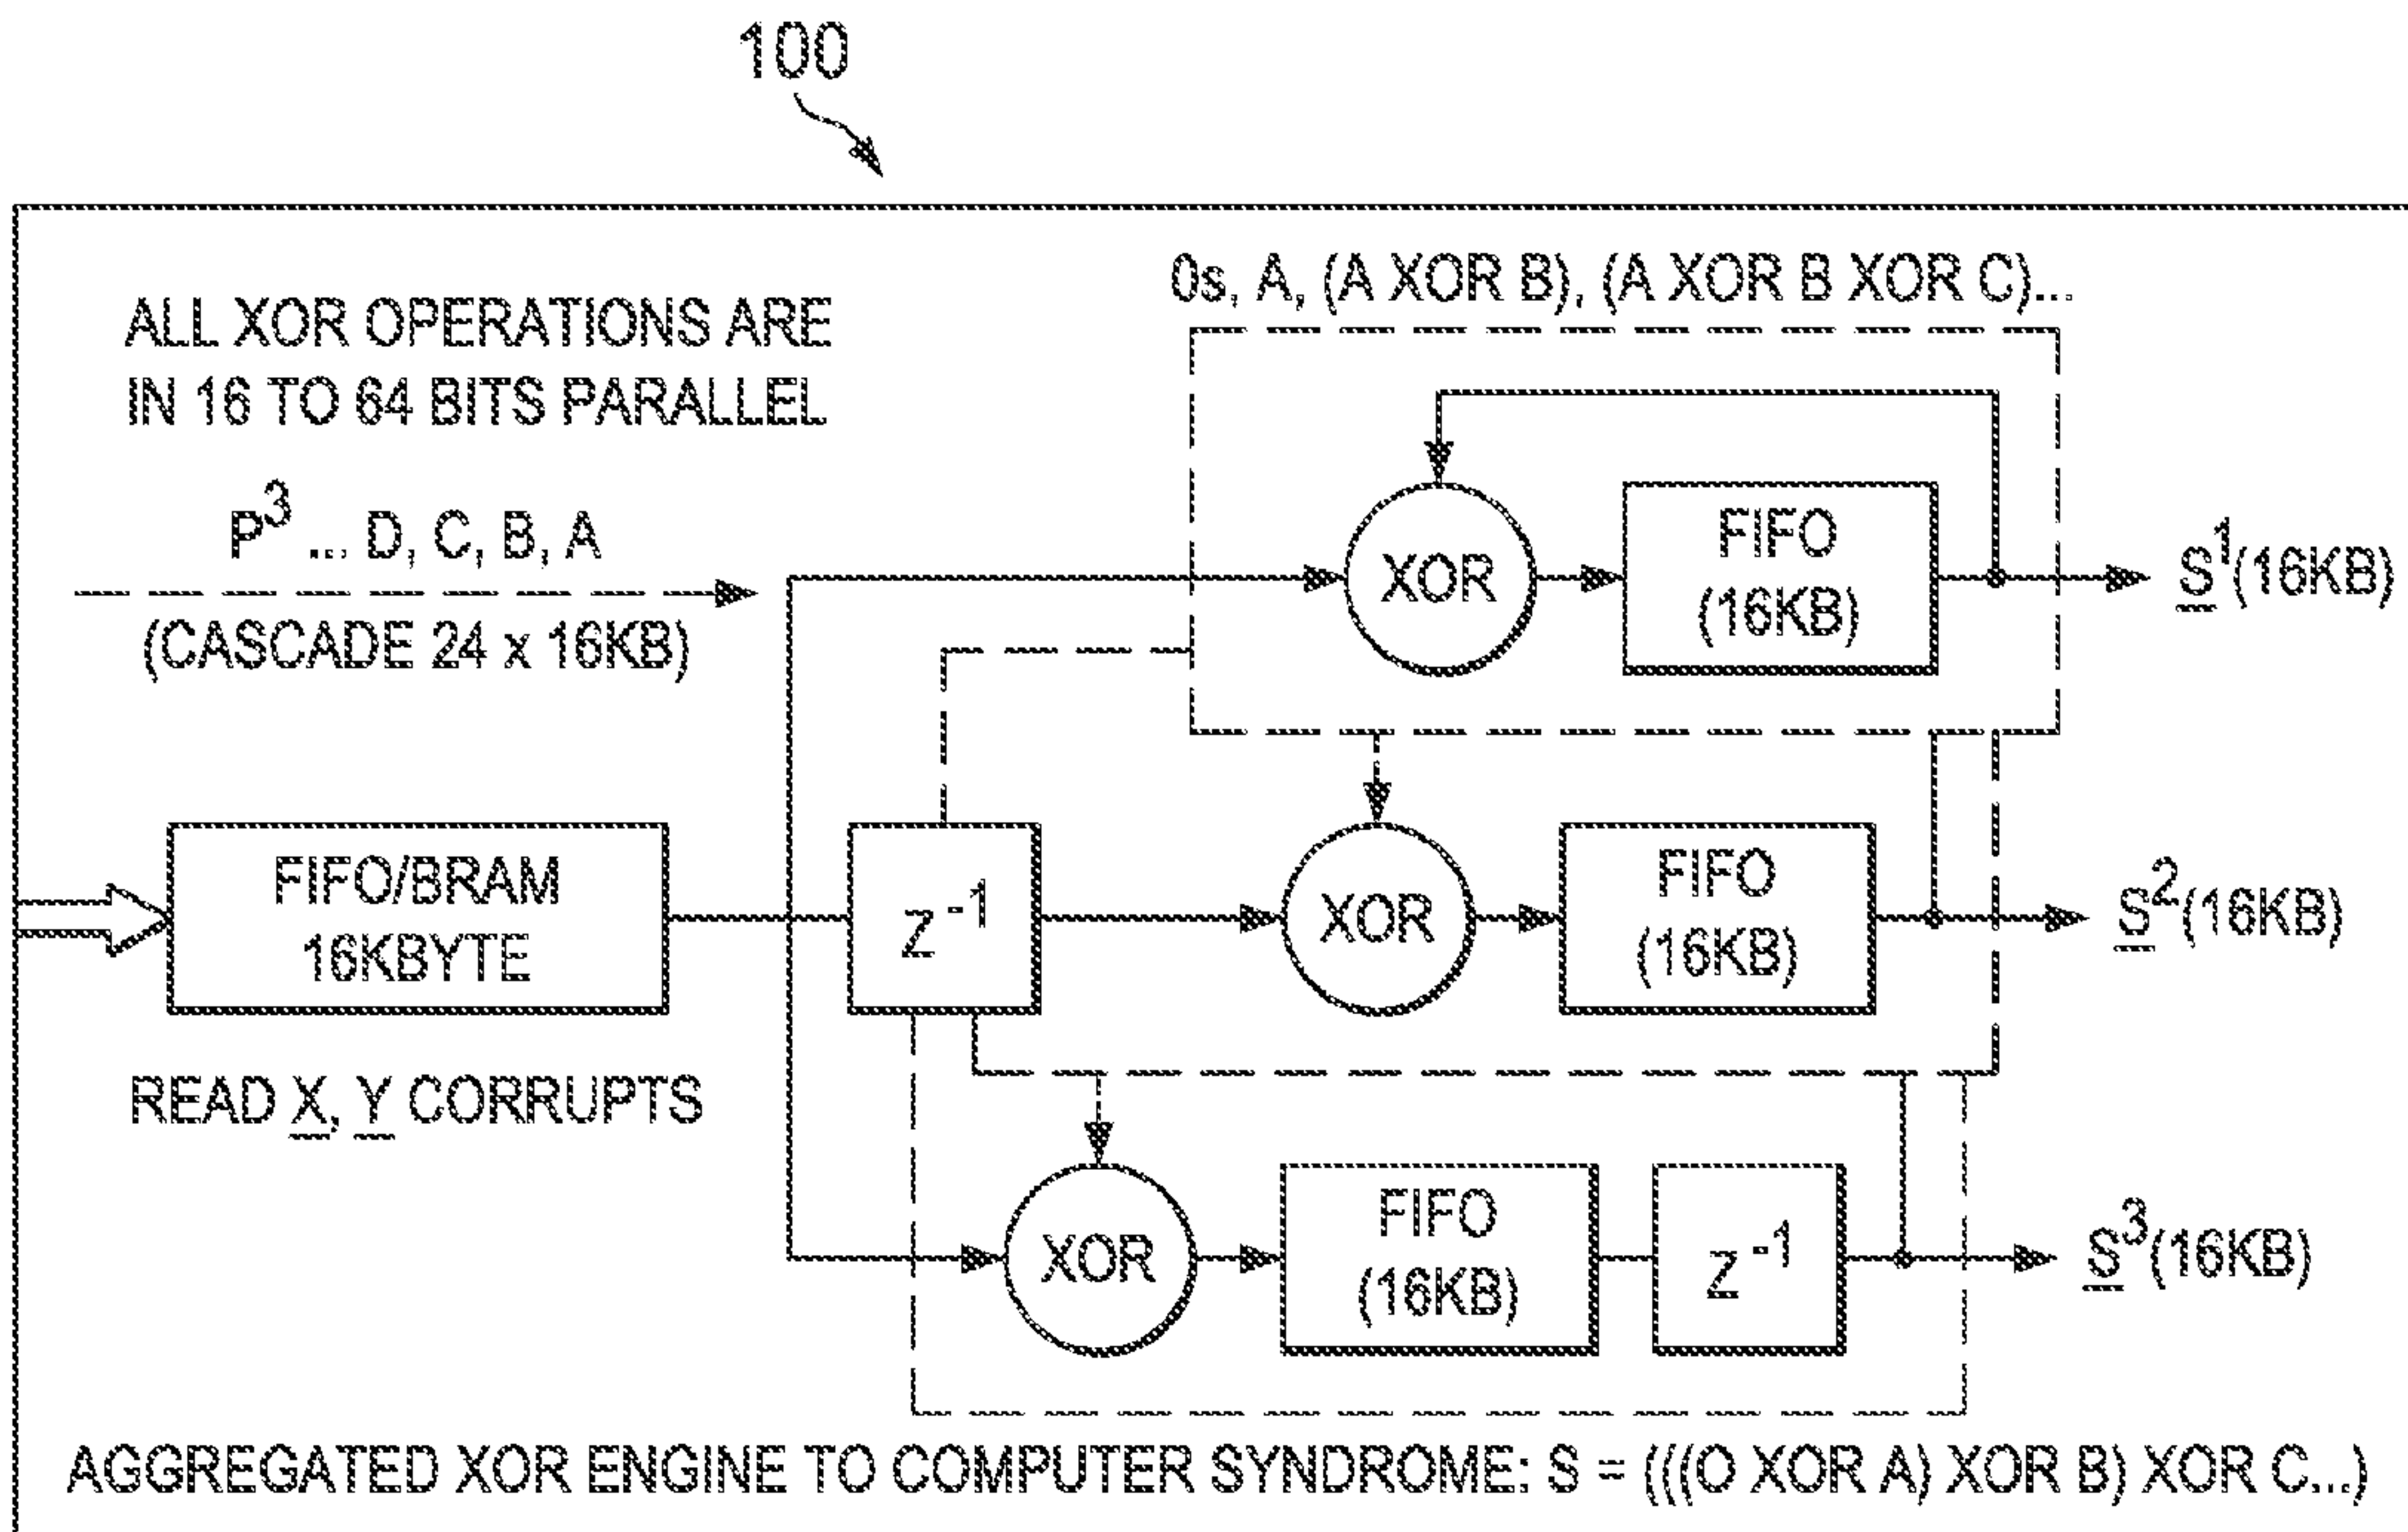 100
0s, A, (A XOR B), (A XOR B XOR C)...
ALL XOR OPERATIONS ARE
IN 16 TO 64 BITS PARALLEL
P³ ... D, C, B, A
(CASCADE 24 x 16KB)
XOR
FIFO
(16KB)
S¹(16KB)
FIFO/BRAM
16KBYTE
Z⁻¹
XOR
FIFO
(16KB)
S²(16KB)
READ X, Y CORRUPTS
XOR
FIFO
(16KB)
Z⁻¹
S³(16KB)
AGGREGATED XOR ENGINE TO COMPUTER SYNDROME: S = (((O XOR A) XOR B) XOR C...)